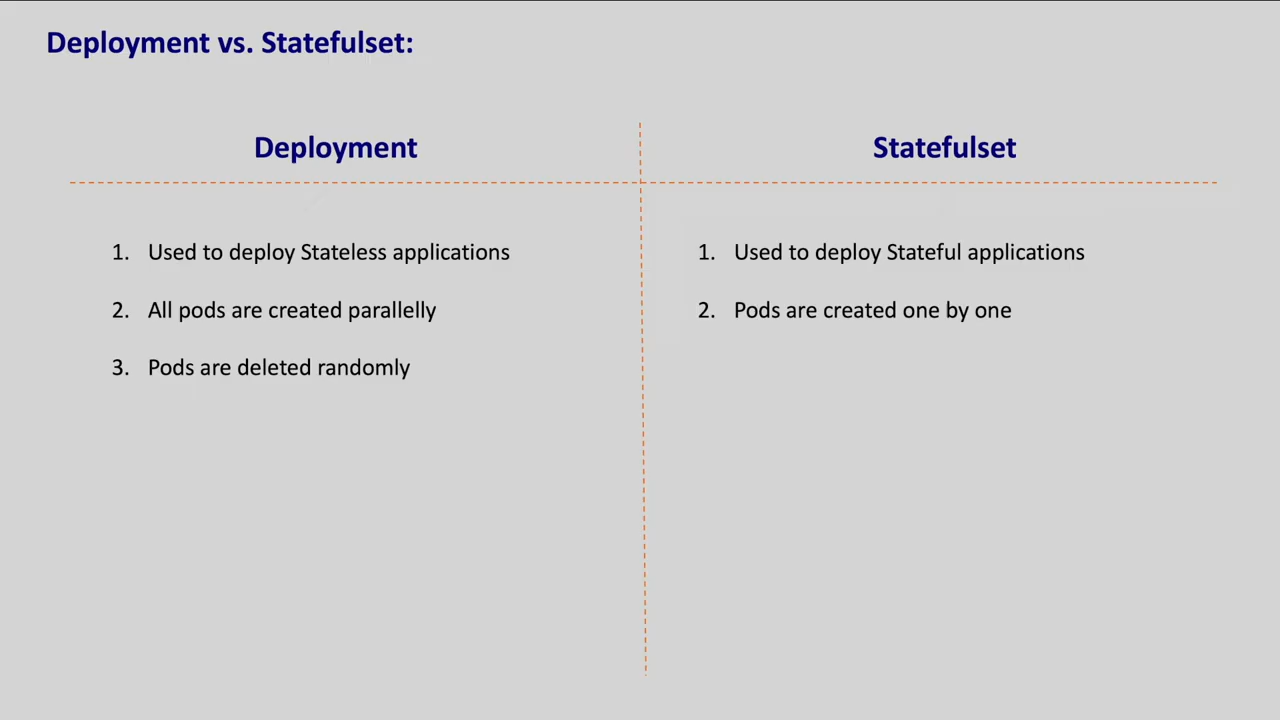 Deployment vs. Statefulset:
Deployment
1. Used to deploy Stateless applications
2. All pods are created parallelly
3. Pods are deleted randomly
Statefulset
1. Used to deploy Stateful applications
2. Pods are created one by one